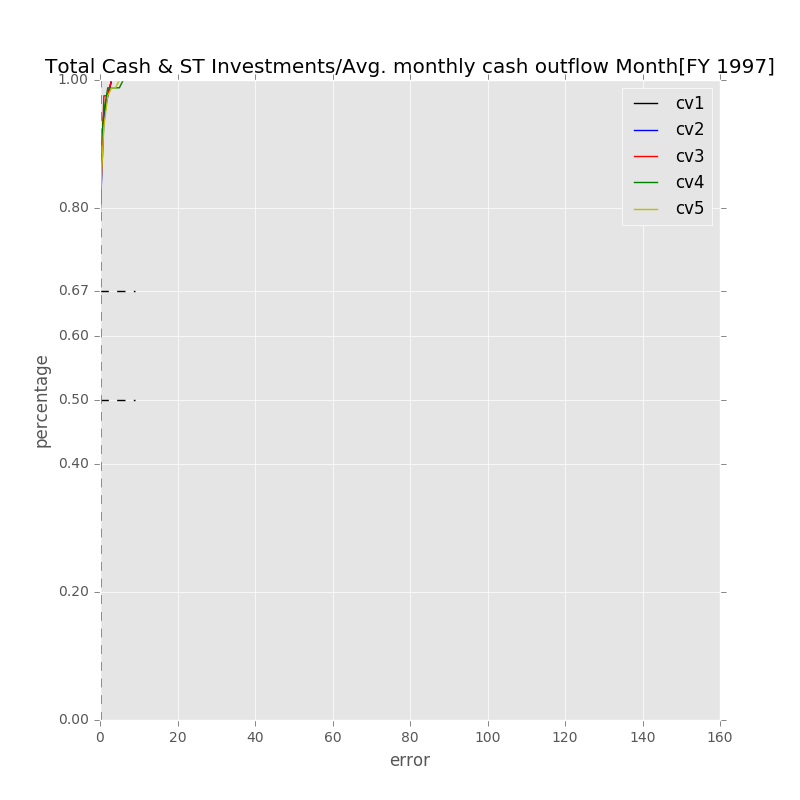 Total Cash & ST Investments/Avg. monthly cash outflow Month[FY 1997]
1.00
cv1
cv2
cv3
cv4
cv5
0.80
0.67
0.60
0.50
0.40
0.20
0.00
percentage
0 20 40 60 80 100 120 140 160
error